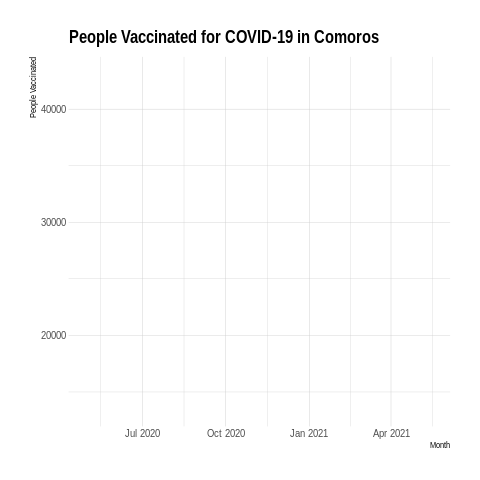 People Vaccinated for COVID-19 in Comoros
People Vaccinated
40000
30000
20000
Jul 2020
Oct 2020
Jan 2021
Apr 2021
Month